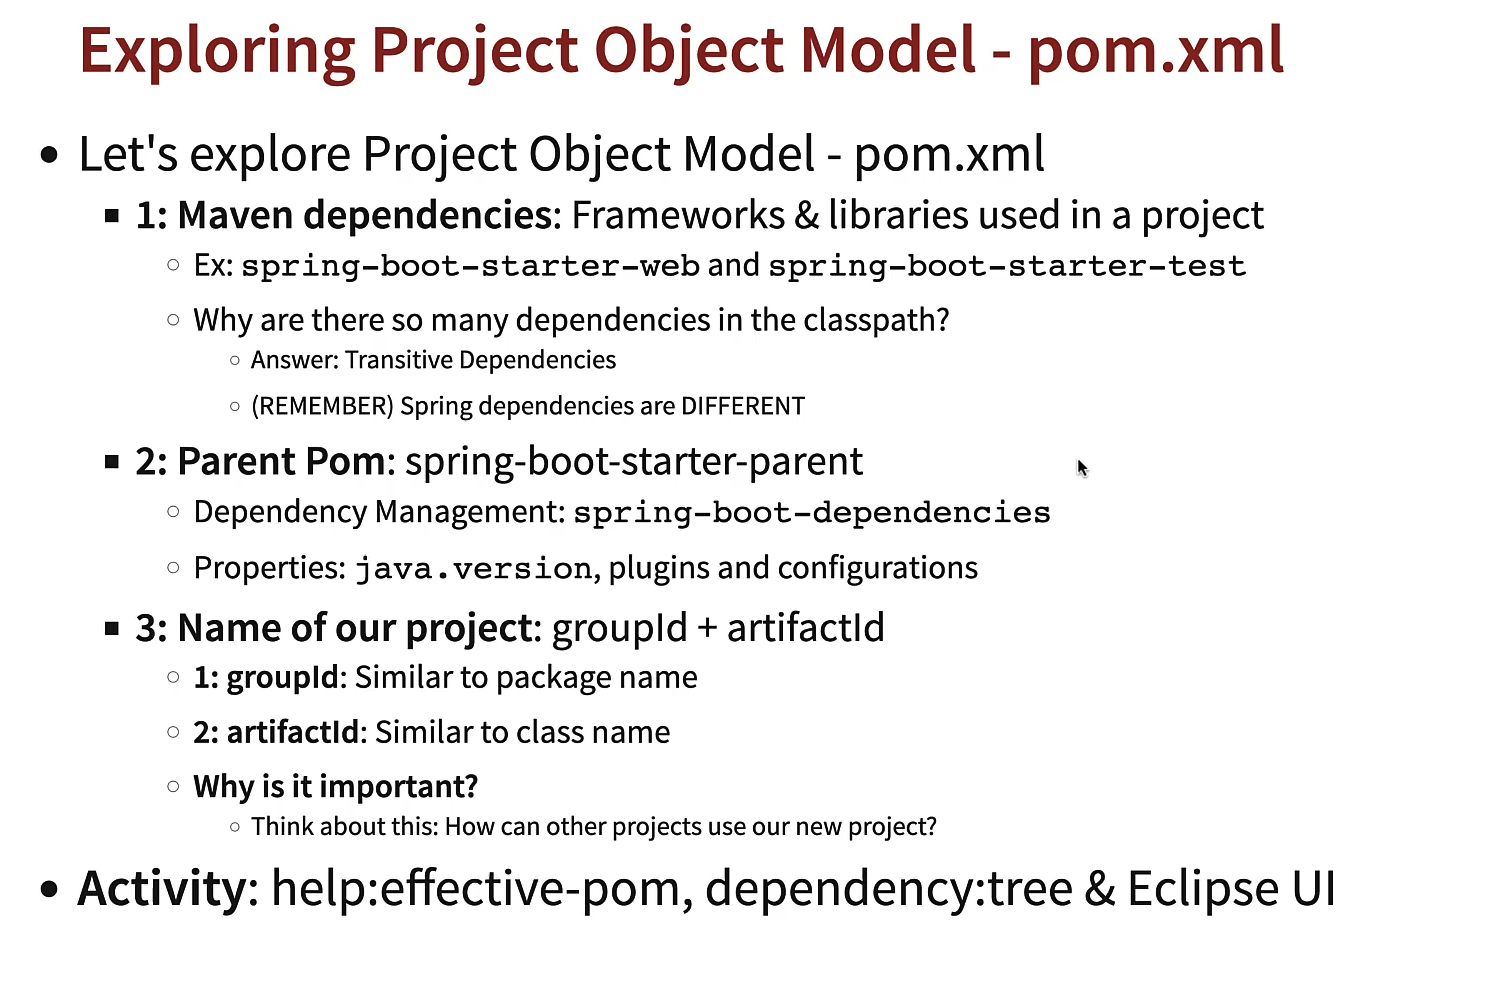 Exploring Project Object Model - pom.xml
• Let's explore Project Object Model - pom.xml
▪ 1: Maven dependencies: Frameworks & libraries used in a project
○ Ex: spring-boot-starter-web and spring-boot-starter-test
○ Why are there so many dependencies in the classpath?
○ Answer: Transitive Dependencies
○ (REMEMBER) Spring dependencies are DIFFERENT
▪ 2: Parent Pom: spring-boot-starter-parent
○ Dependency Management: spring-boot-dependencies
○ Properties: java.version, plugins and configurations
▪ 3: Name of our project: groupId + artifactId
○ 1: groupId: Similar to package name
○ 2: artifactId: Similar to class name
○ Why is it important?
○ Think about this: How can other projects use our new project?
• Activity: help:effective-pom, dependency:tree & Eclipse UI